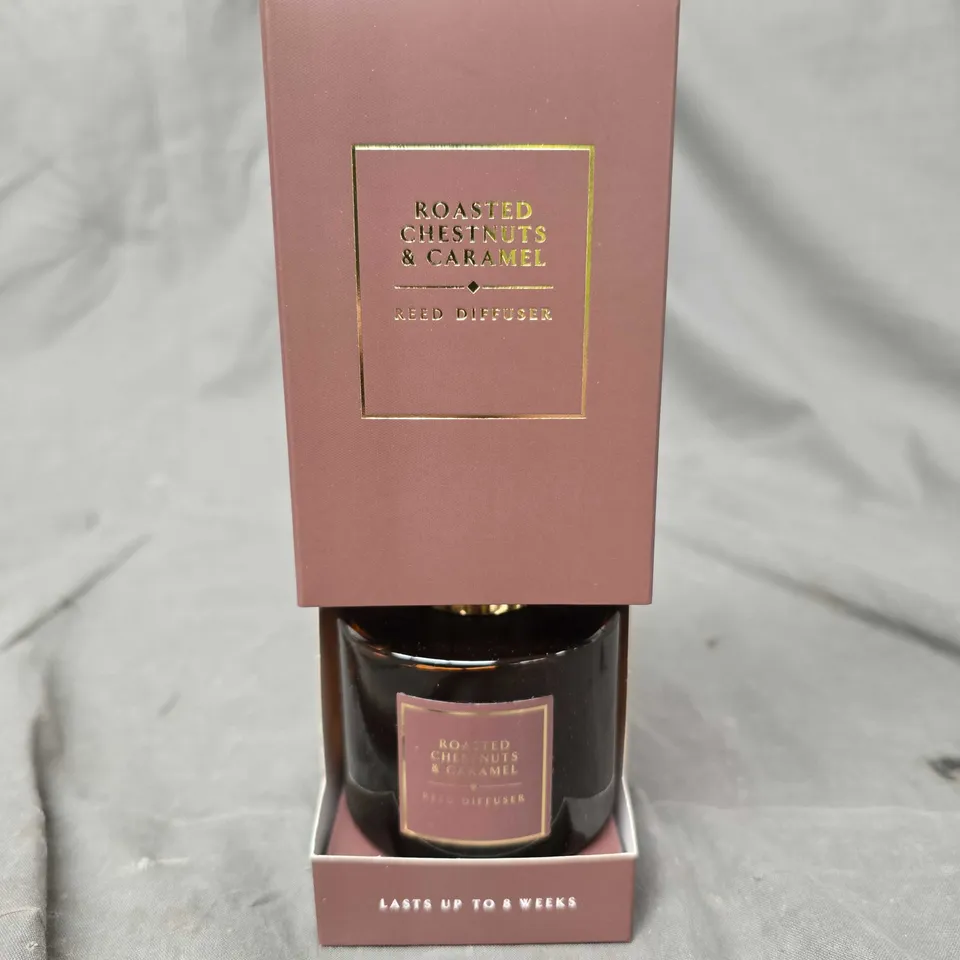 ROASTED
CHESTNUTS
& CARAMEL
REED DIFFUSER
ROASTED
CHESTNUTS
& CARAMEL
REED DIFFUSER
LASTS UP TO 8 WEEKS